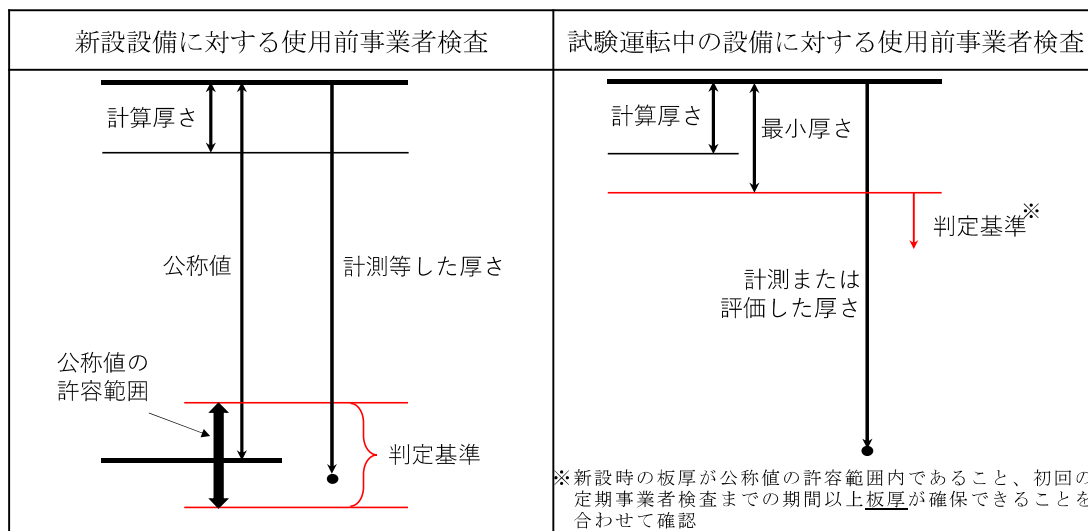 新設設備に対する使用前事業者検査
計算厚さ
公称値
計測等した厚さ
公称値の
許容範囲
判定基準
試験運転中の設備に対する使用前事業者検査
計算厚さ
最小厚さ
判定基準※
計測または
評価した厚さ
※新設時の板厚が公称値の許容範囲内であること、初回の
定期事業者検査までの期間以上板厚が確保できることを
合わせて確認